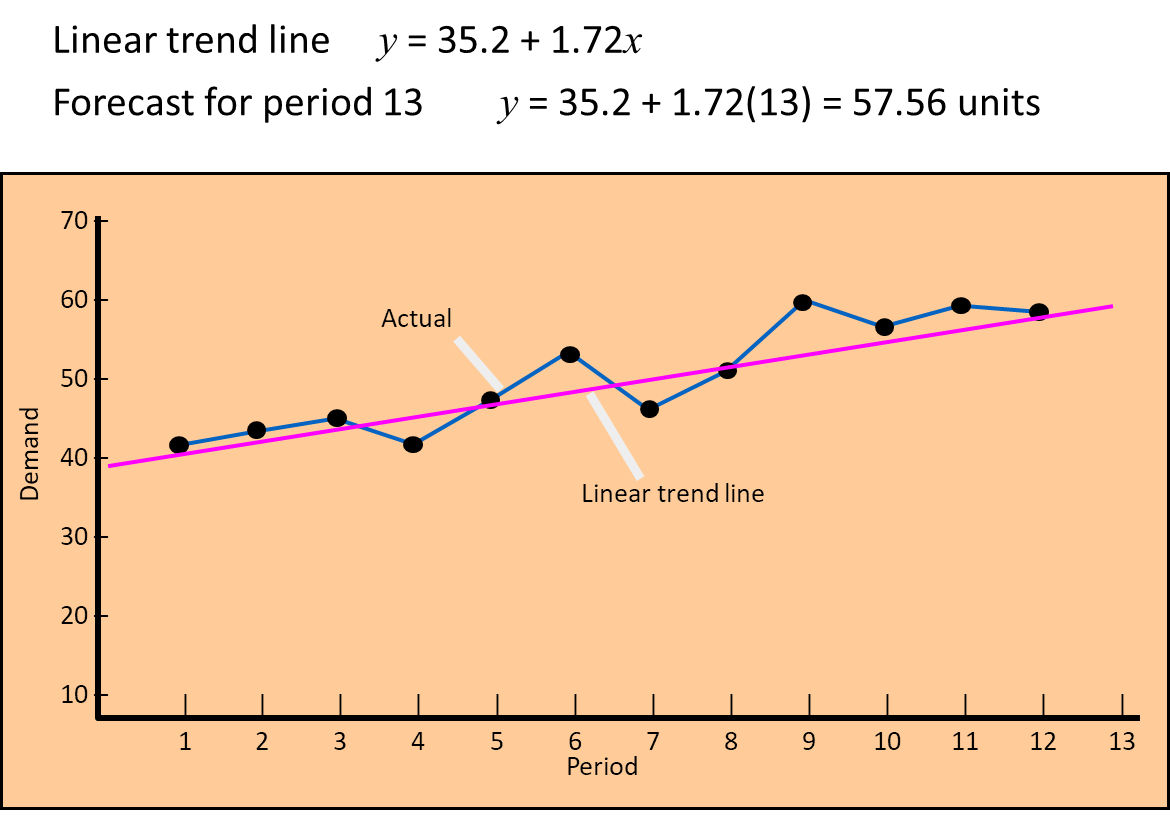 Linear trend line y = 35.2 + 1.72x
Forecast for period 13 y = 35.2 + 1.72(13) = 57.56 units
70
60
50
40
30
20
10
Demand
Actual
Linear trend line
1 2 3 4 5 6 7 8 9 10 11 12 13
Period